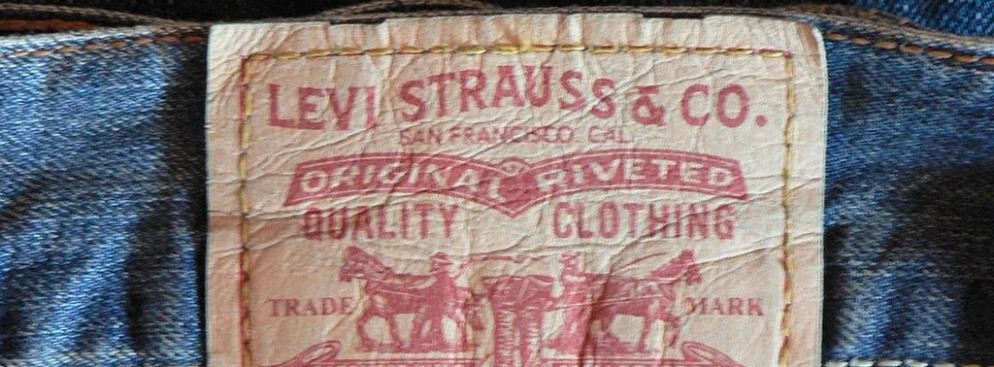 LEVI STRAUSS & CO.
SAN FRANCISCO CAL.
ORIGINAL RIVETED
QUALITY CLOTHING
TRADE MARK